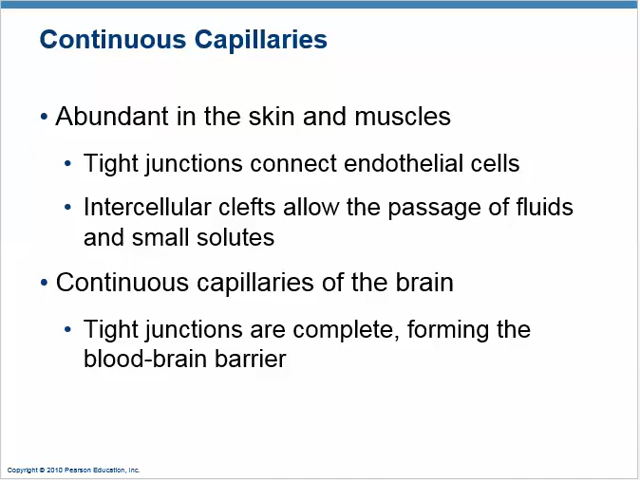 Continuous Capillaries
• Abundant in the skin and muscles
• Tight junctions connect endothelial cells
• Intercellular clefts allow the passage of fluids
and small solutes
• Continuous capillaries of the brain
• Tight junctions are complete, forming the
blood-brain barrier
Copyright © 2010 Pearson Education, Inc.